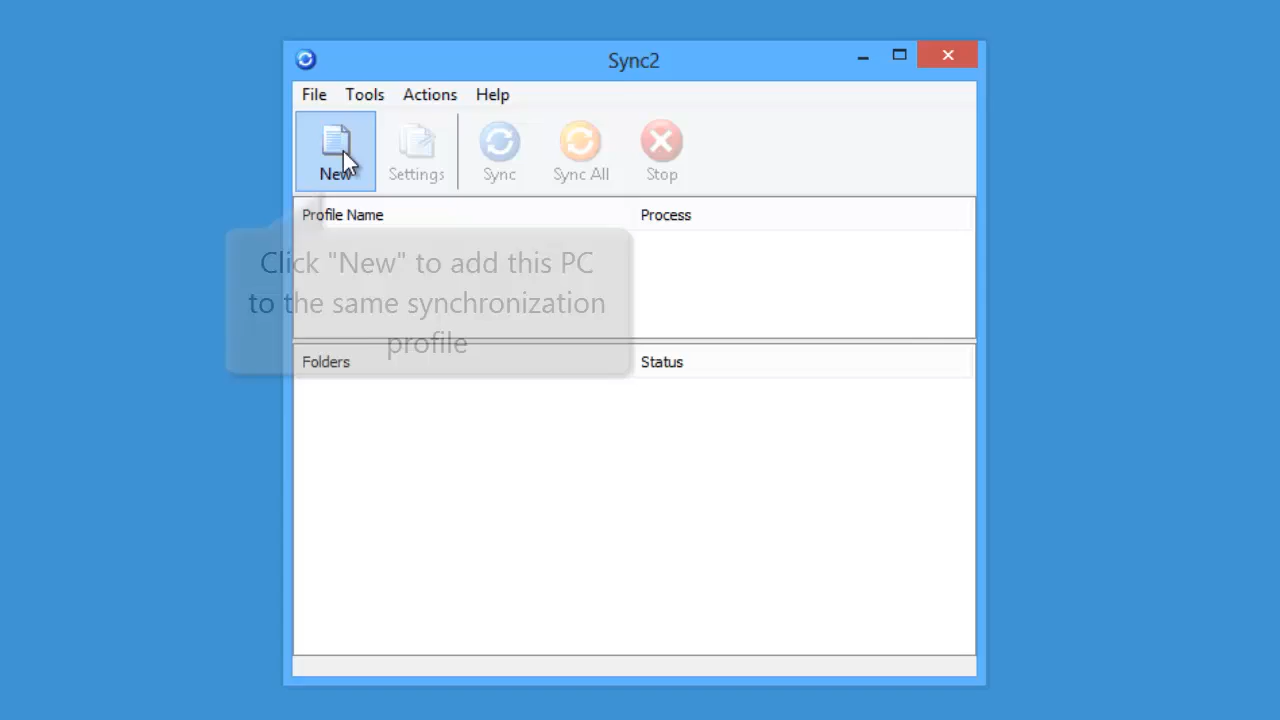 Sync2
File Tools Actions Help
New Settings Sync Sync All Stop
Profile Name Process
Click "New" to add this PC
to the same synchronization
profile
Folders Status